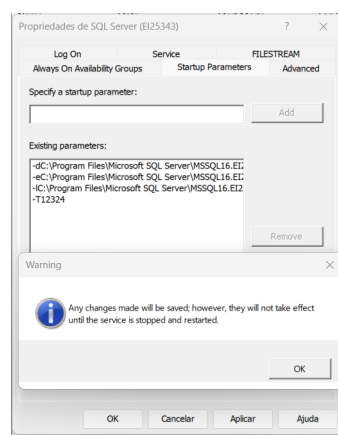 Propriedades de SQL Server (EI25343)
Log On Service FILESTREAM
Always On Availability Groups Startup Parameters Advanced
Specify a startup parameter:
Add
Existing parameters:
-dC:\Program Files\Microsoft SQL Server\MSSQL16.EI2
-eC:\Program Files\Microsoft SQL Server\MSSQL16.EI2
-lC:\Program Files\Microsoft SQL Server\MSSQL16.EI2
-T12324
Remove
Warning
Any changes made will be saved; however, they will not take effect
until the service is stopped and restarted.
OK
OK Cancelar Aplicar Ajuda